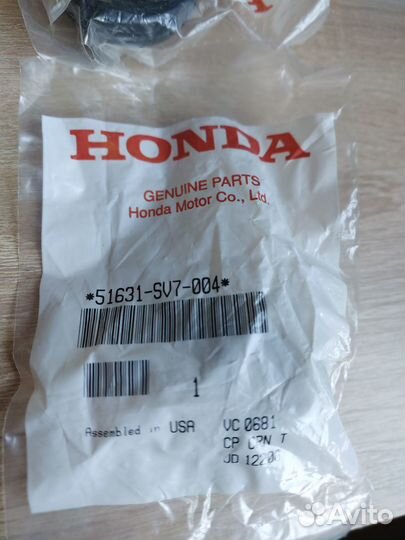 HONDA
GENUINE PARTS
Honda Motor Co., Ltd.
*51631-SV7-004*
1
Assembled in USA
VC 0681
CP CPN T
JD
Avito